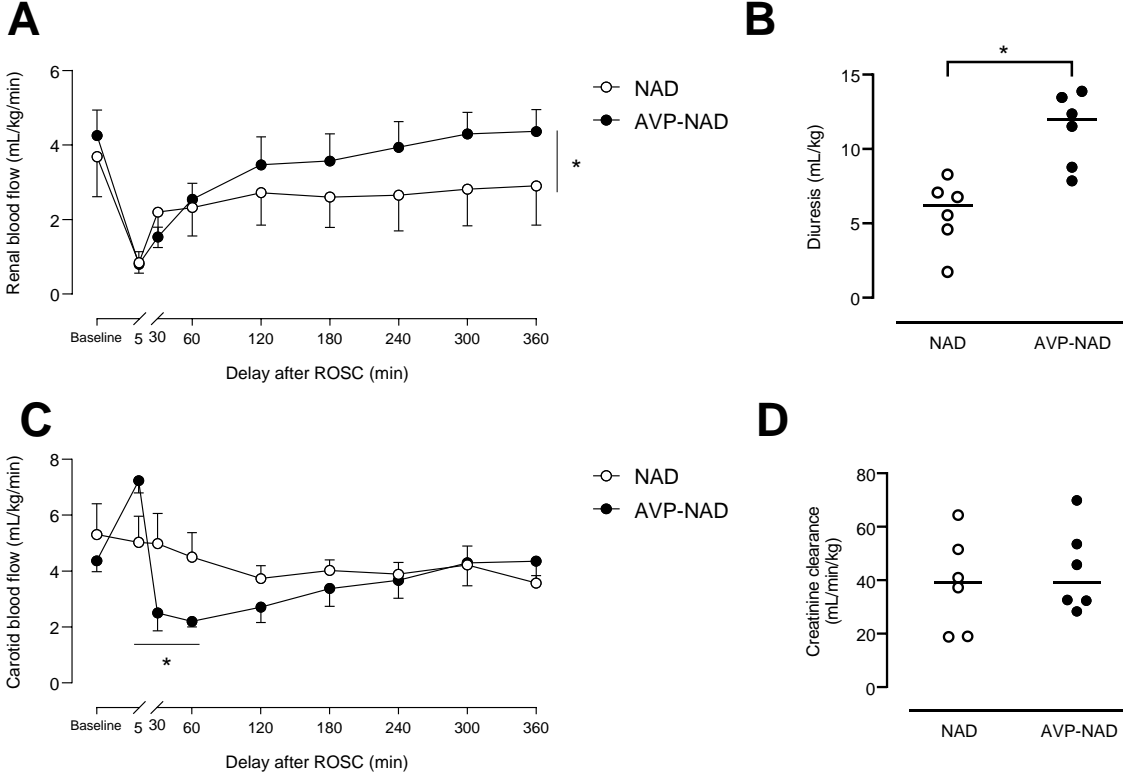 A
Renal blood flow (mL/kg/min)
6
4
2
0
NAD
AVP-NAD
*
Baseline 5 30 60 120 180 240 300 360
Delay after ROSC (min)
B
Diuresis (mL/kg)
15
10
5
0
*
NAD AVP-NAD
C
Carotid blood flow (mL/kg/min)
8
6
4
2
0
NAD
AVP-NAD
*
Baseline 5 30 60 120 180 240 300 360
Delay after ROSC (min)
D
Creatinine clearance
(mL/min/kg)
80
60
40
20
0
NAD AVP-NAD